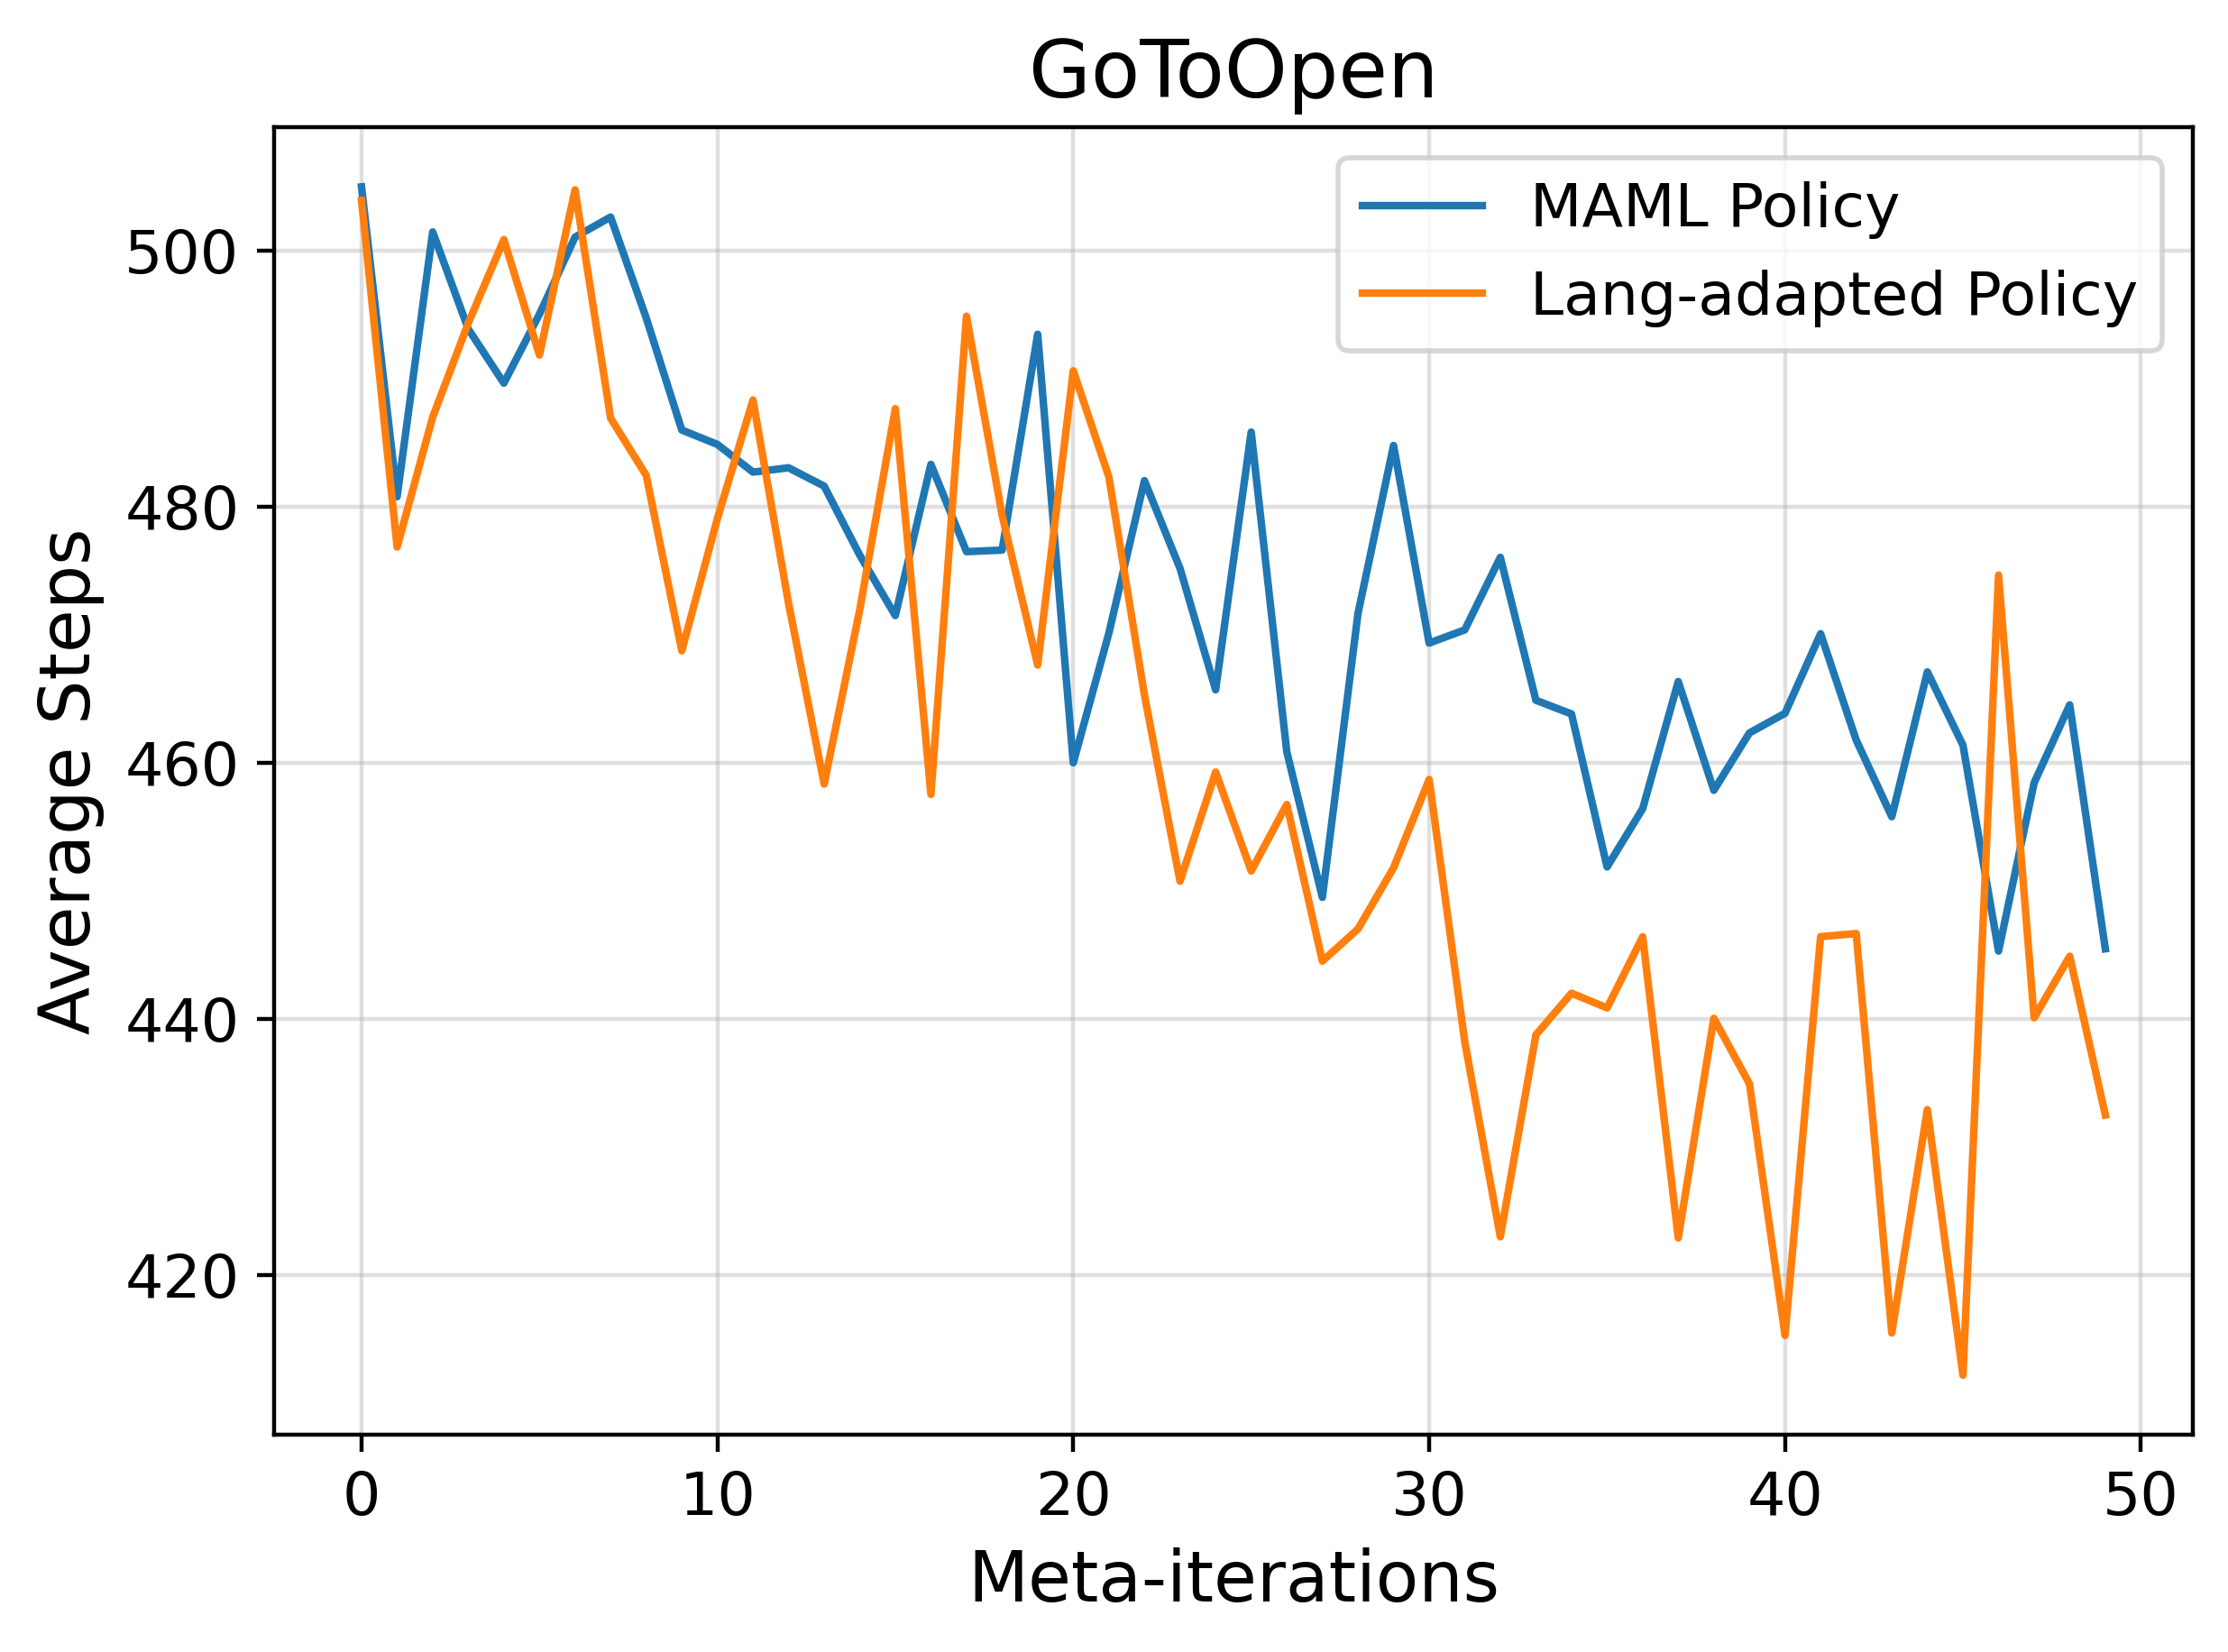 GoToOpen
MAML Policy
Lang-adapted Policy
Average Steps
500
480
460
440
420
0 10 20 30 40 50
Meta-iterations